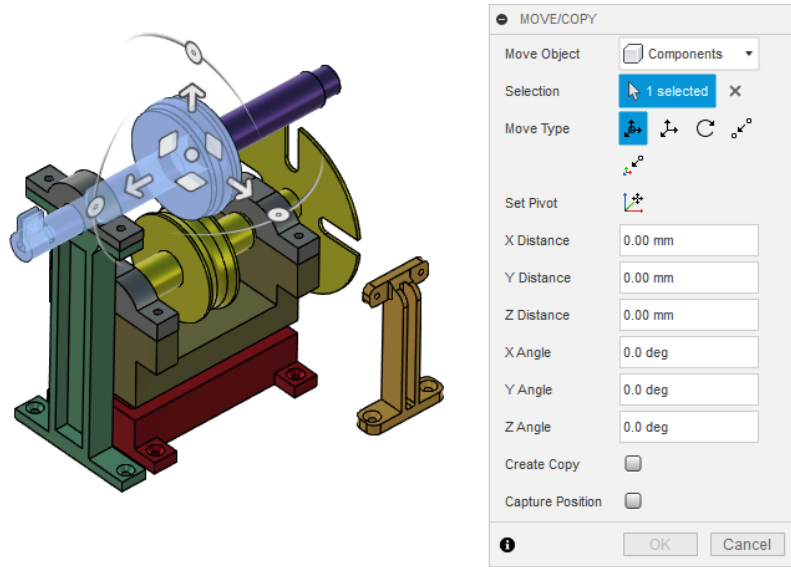 MOVE/COPY
Move Object Components
Selection 1 selected
Move Type
Set Pivot
X Distance 0.00 mm
Y Distance 0.00 mm
Z Distance 0.00 mm
X Angle 0.0 deg
Y Angle 0.0 deg
Z Angle 0.0 deg
Create Copy
Capture Position
OK Cancel